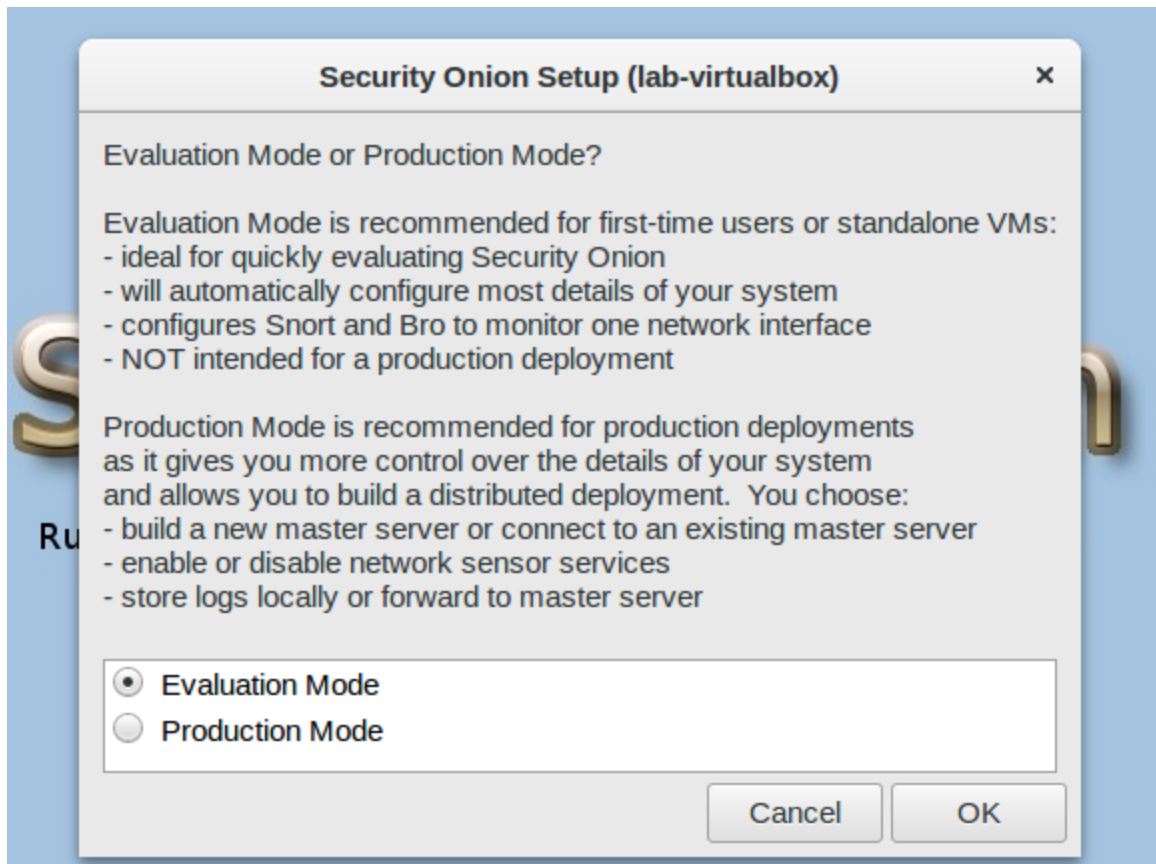 Security Onion Setup (lab-virtualbox)
Evaluation Mode or Production Mode?
Evaluation Mode is recommended for first-time users or standalone VMs:
- ideal for quickly evaluating Security Onion
- will automatically configure most details of your system
- configures Snort and Bro to monitor one network interface
- NOT intended for a production deployment
Production Mode is recommended for production deployments
as it gives you more control over the details of your system
and allows you to build a distributed deployment.  You choose:
- build a new master server or connect to an existing master server
- enable or disable network sensor services
- store logs locally or forward to master server
Evaluation Mode
Production Mode
Cancel OK